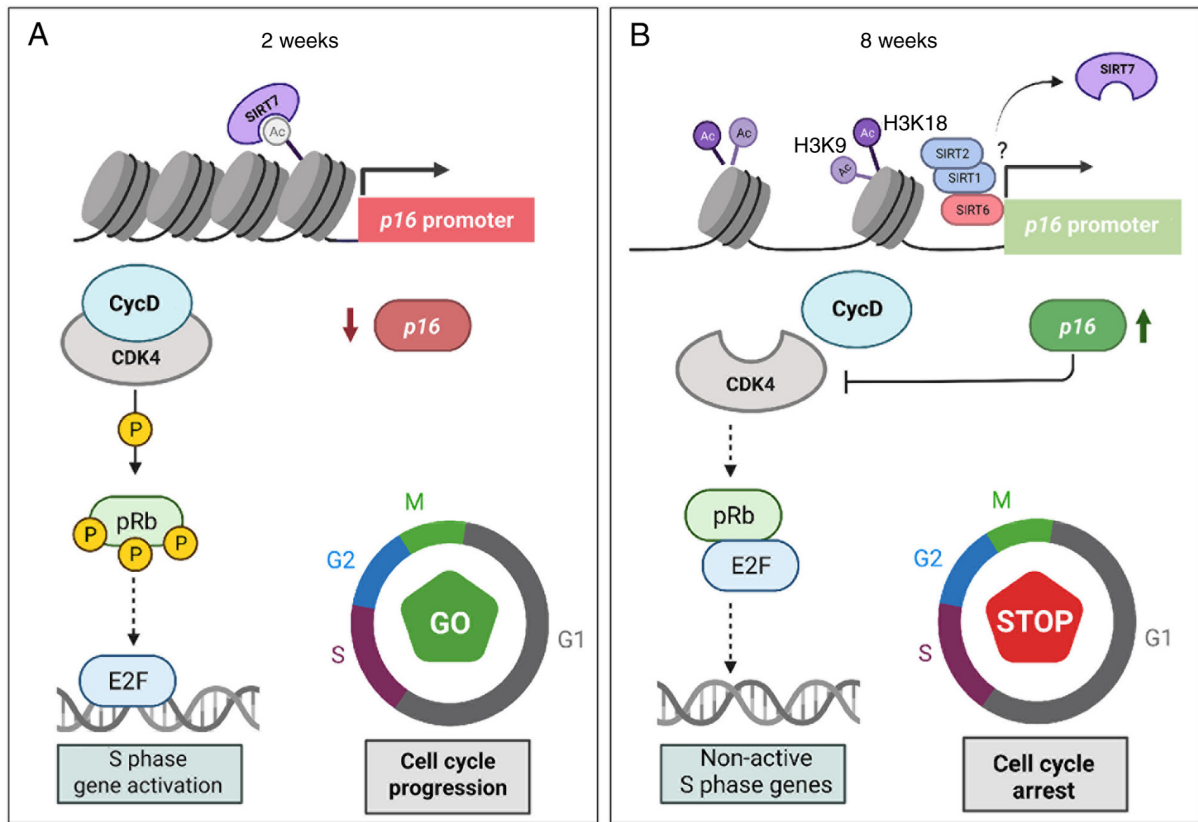 A
2 weeks
SIRT7
Ac
p16 promoter
CycD
CDK4
p16
P
pRb
P
P
P
E2F
S phase
gene activation
M
G2
S
G1
GO
Cell cycle
progression
B
8 weeks
SIRT7
Ac
Ac
H3K9
Ac
Ac
H3K18
SIRT2
SIRT1
SIRT6
?
p16 promoter
CycD
CDK4
p16
pRb
E2F
Non-active
S phase genes
M
G2
S
G1
STOP
Cell cycle
arrest